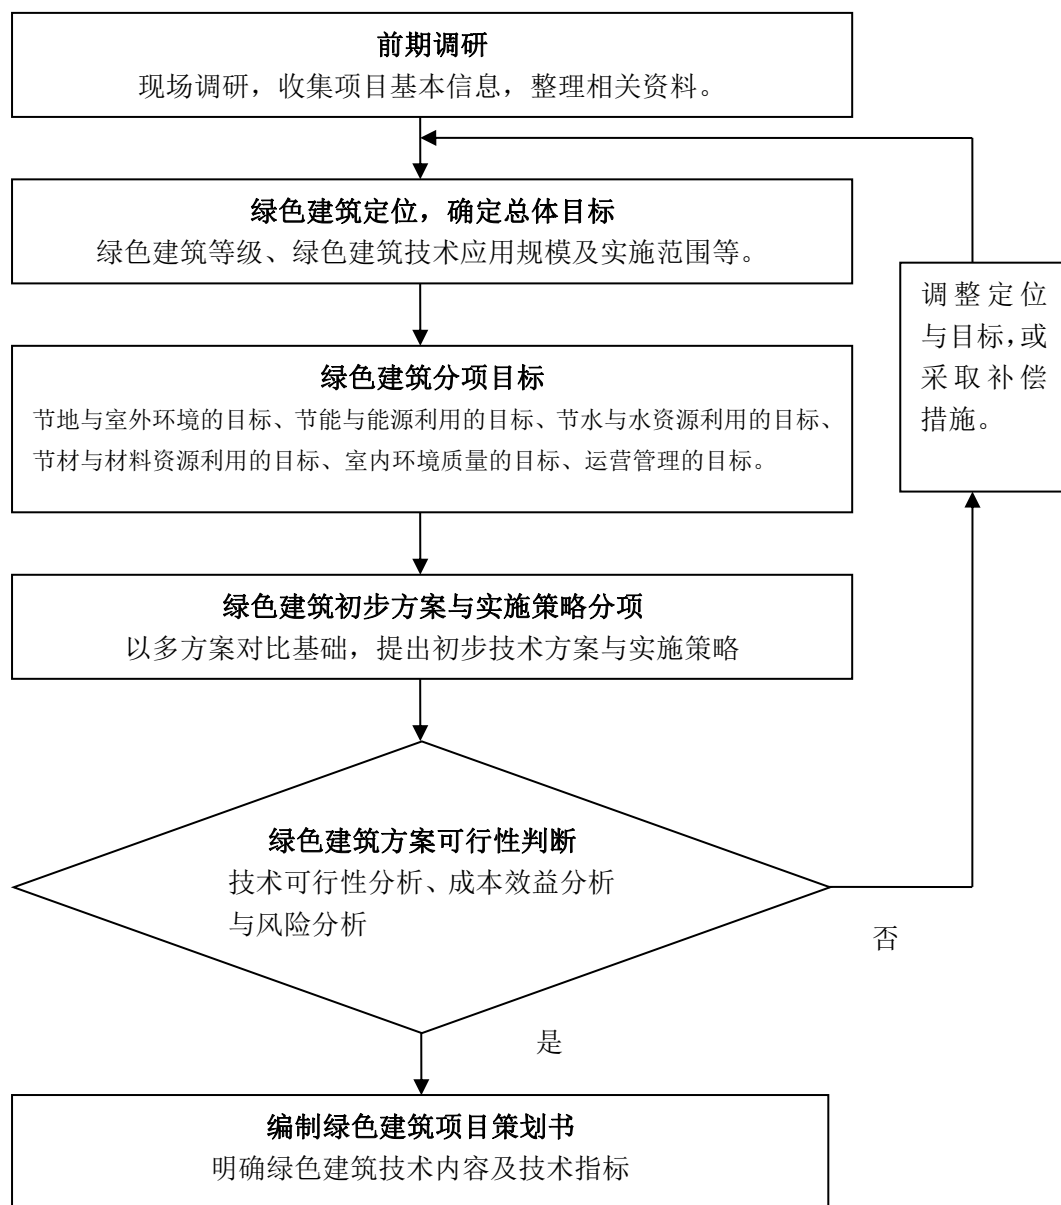 前期调研
现场调研，收集项目基本信息，整理相关资料。
绿色建筑定位，确定总体目标
绿色建筑等级、绿色建筑技术应用规模及实施范围等。
调整定位
与目标，或
采取补偿
措施。
绿色建筑分项目标
节地与室外环境的目标、节能与能源利用的目标、节水与水资源利用的目标、
节材与材料资源利用的目标、室内环境质量的目标、运营管理的目标。
绿色建筑初步方案与实施策略分项
以多方案对比基础，提出初步技术方案与实施策略
绿色建筑方案可行性判断
技术可行性分析、成本效益分析
与风险分析
否
是
编制绿色建筑项目策划书
明确绿色建筑技术内容及技术指标